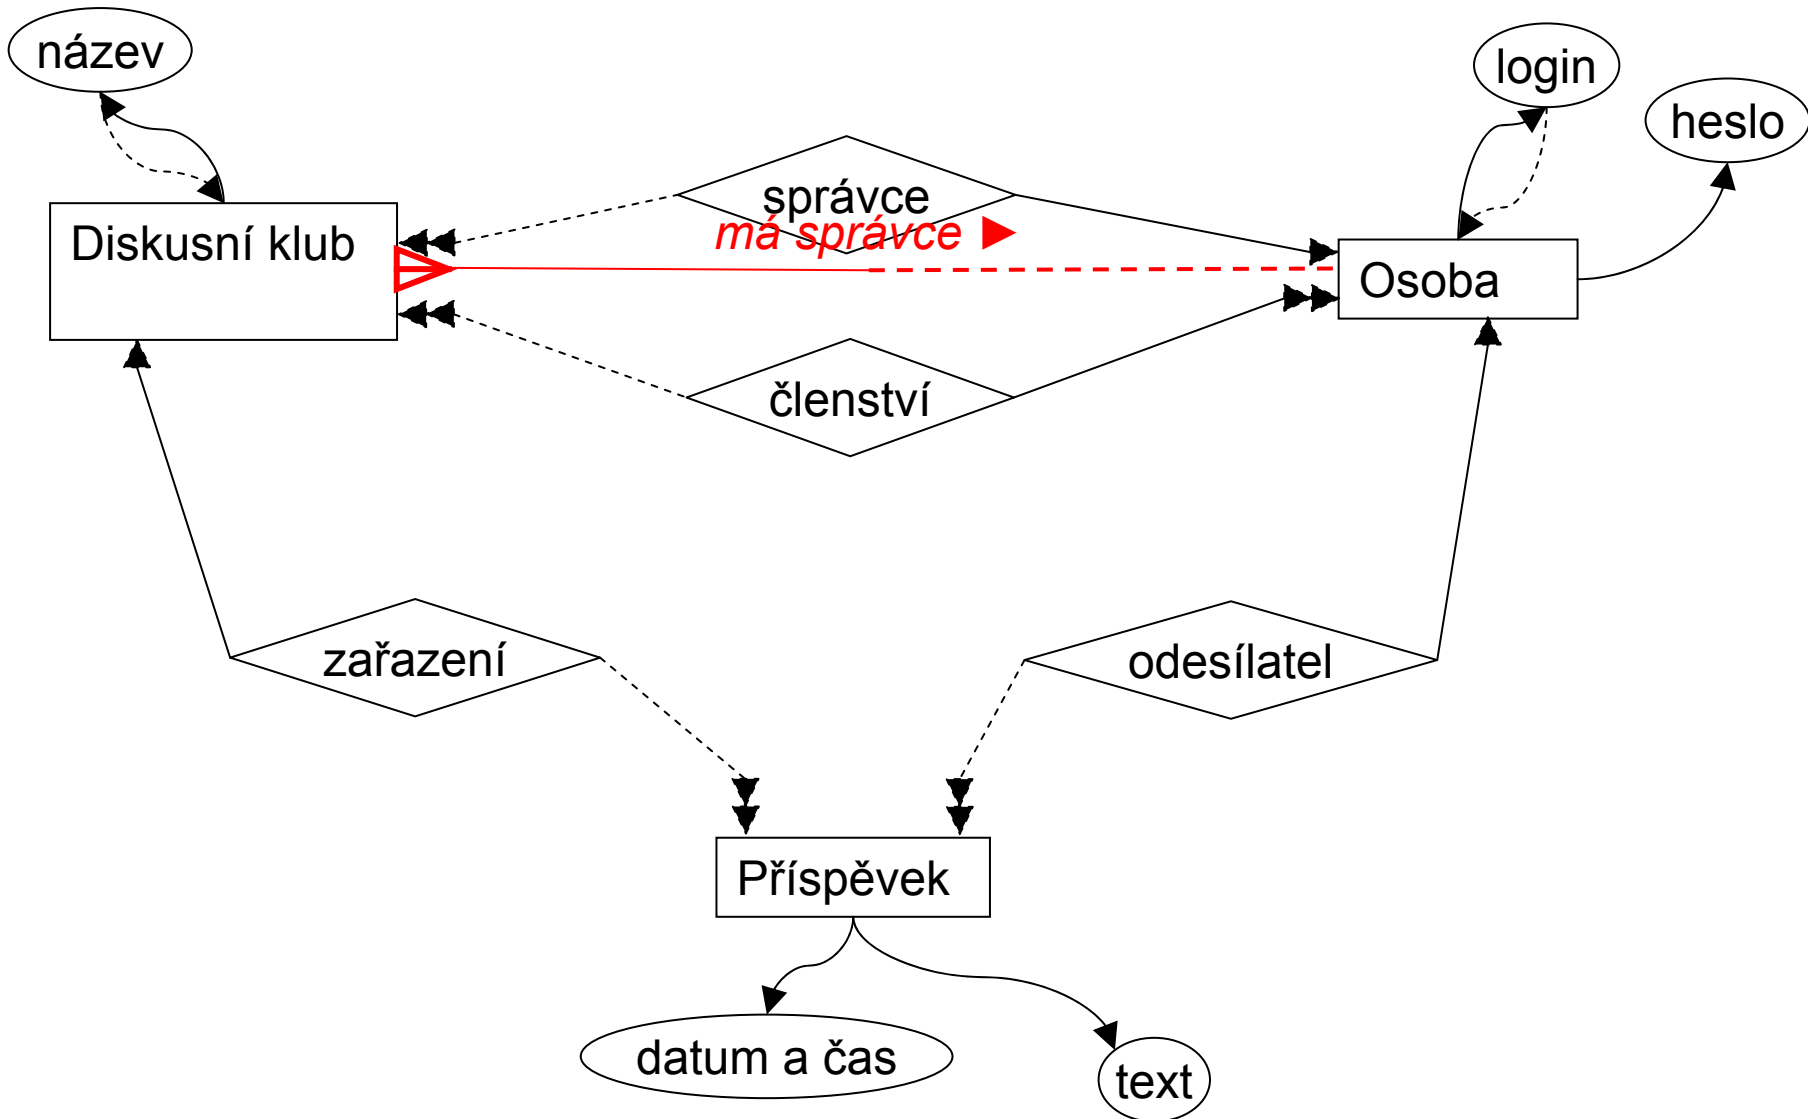 název
login
heslo
správce
má správce ►
Diskusní klub
Osoba
členství
zařazení
odesílatel
Příspěvek
datum a čas
text